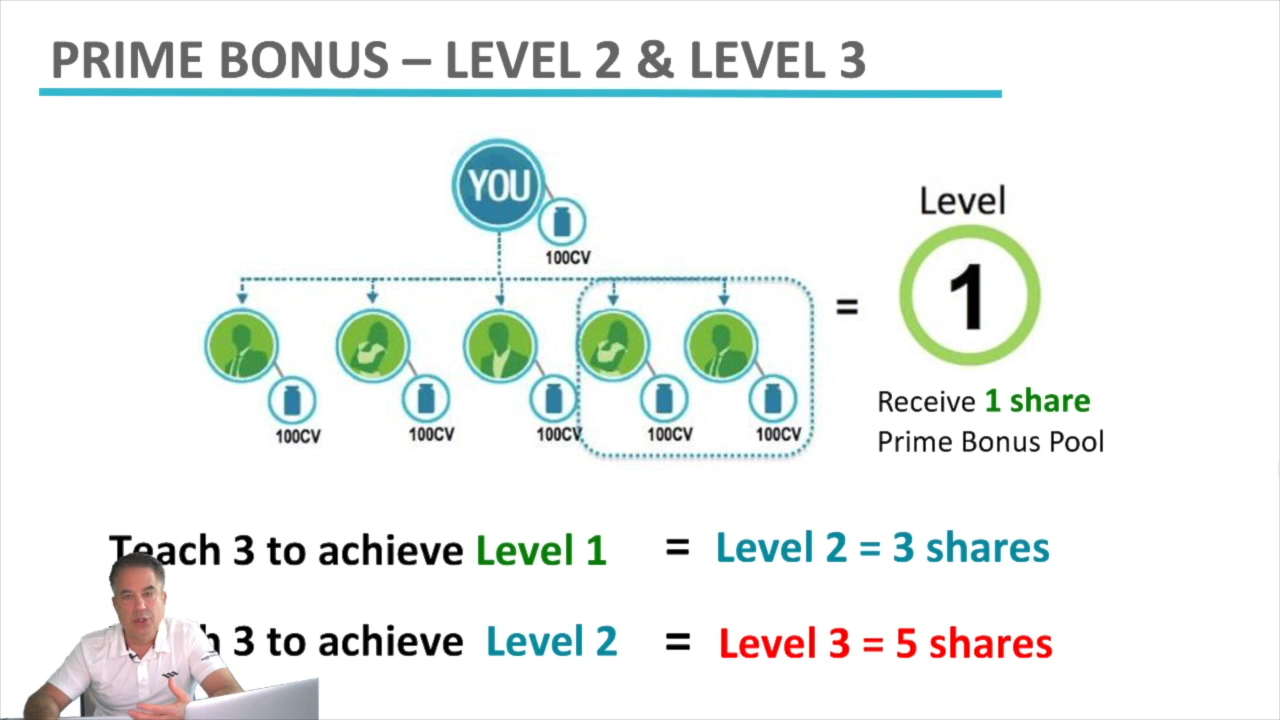 PRIME BONUS – LEVEL 2 & LEVEL 3
YOU
100CV
100CV
100CV
100CV
100CV
100CV
=
Level
1
Receive 1 share
Prime Bonus Pool
Teach 3 to achieve Level 1 = Level 2 = 3 shares
3 to achieve Level 2 = Level 3 = 5 shares